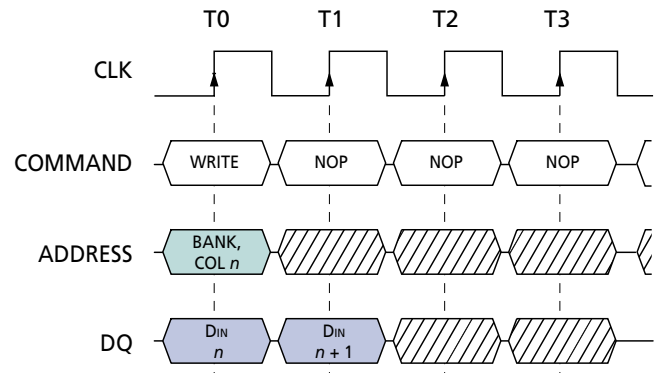 T0 T1 T2 T3
CLK
COMMAND WRITE NOP NOP NOP
ADDRESS BANK,
COL n
DQ DIN DIN
n n + 1